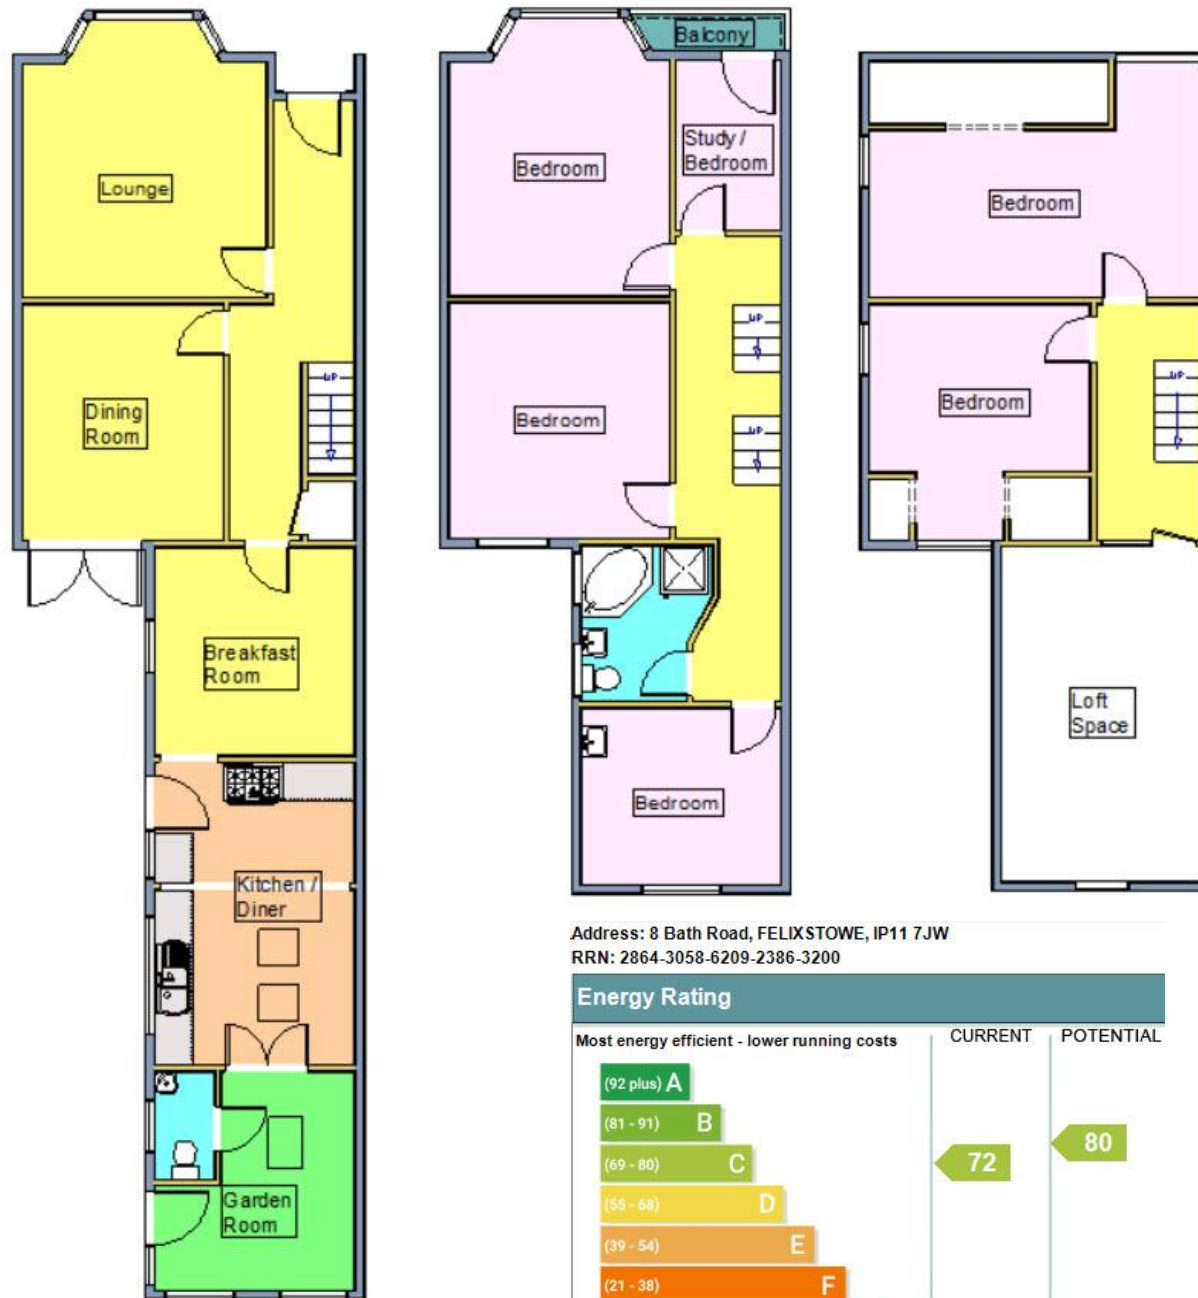 Balcony
Study /
Bedroom
Bedroom
Lounge
Bedroom
UP
UP
Dining
Room
Bedroom
UP
Bedroom
UP
Breakfast
Room
Loft
Space
Bedroom
Kitchen /
Diner
Garden
Room
Address: 8 Bath Road, FELIXSTOWE, IP11 7JW
RRN: 2864-3058-6209-2386-3200
Energy Rating
Most energy efficient - lower running costs
CURRENT
POTENTIAL
(92 plus) A
(81 - 91) B
(69 - 80) C
(55 - 68) D
(39 - 54) E
(21 - 38) F
72
80